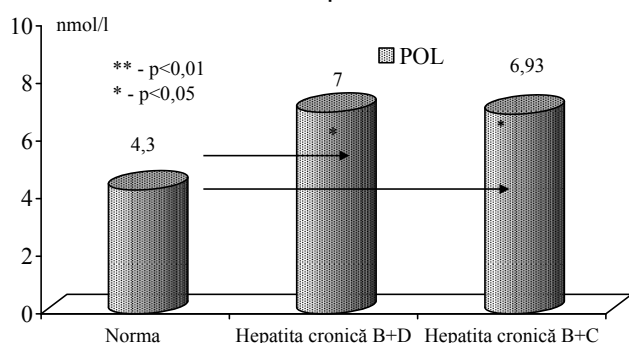 10
nmol/l
POL
** - p<0,01
* - p<0,05
7
6,93
8
*
*
6
4,3
4
2
0
Norma
Hepatita cronică B+D
Hepatita cronică B+C